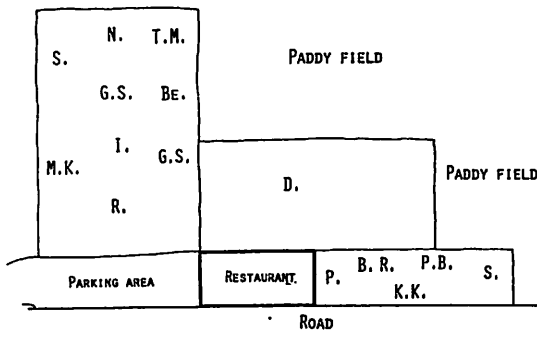 N. T.M.
S.
PADDY FIELD
G.S. BE.
I.
M.K. G.S.
D.
PADDY FIELD
R.
PARKING AREA
RESTAURANT.
P. B. R. P.B. S.
K.K.
ROAD